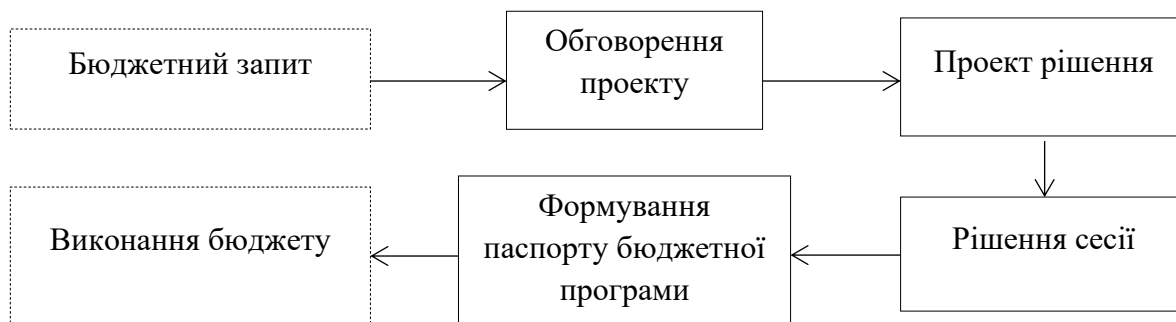 Бюджетний запит
Обговорення
проекту
Проект рішення
Рішення сесії
Формування
паспорту бюджетної
програми
Виконання бюджету